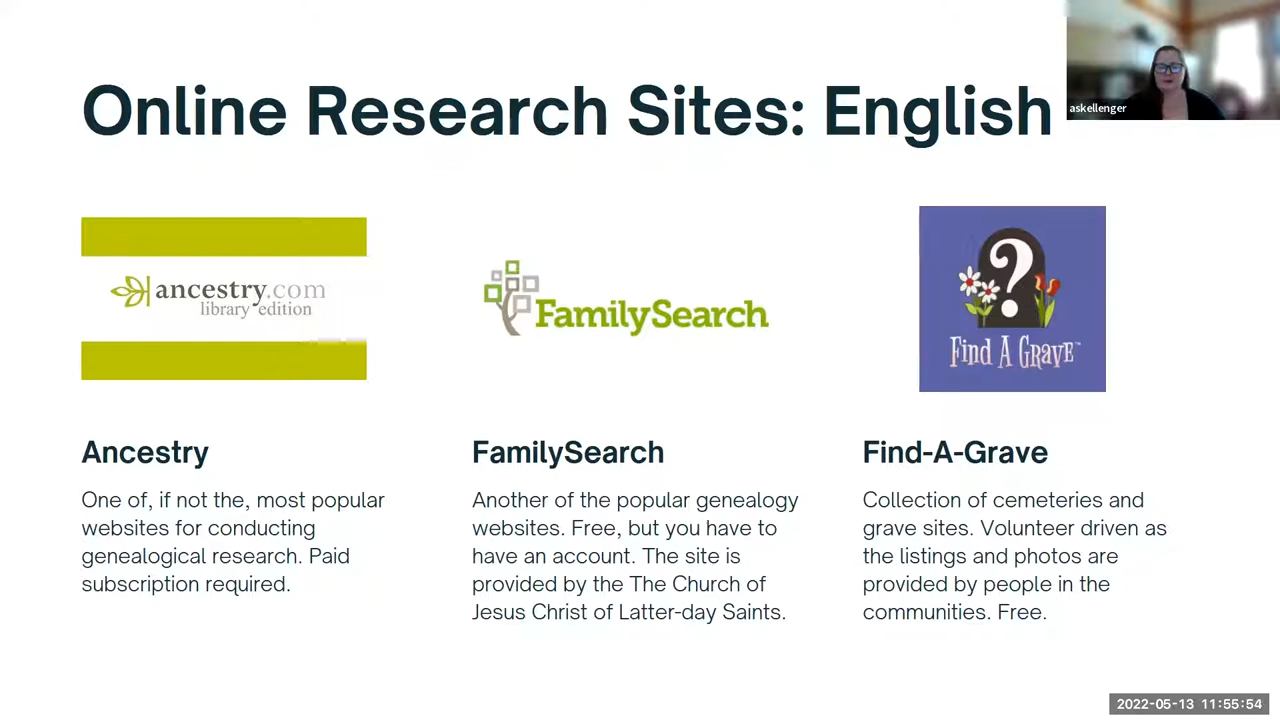 Online Research Sites: English
askellenger
ancestry.com
library edition
FamilySearch
?
Find A Grave™
Ancestry
One of, if not the, most popular
websites for conducting
genealogical research. Paid
subscription required.
FamilySearch
Another of the popular genealogy
websites. Free, but you have to
have an account. The site is
provided by the The Church of
Jesus Christ of Latter-day Saints.
Find-A-Grave
Collection of cemeteries and
grave sites. Volunteer driven as
the listings and photos are
provided by people in the
communities. Free.
2022-05-13 11:55:54